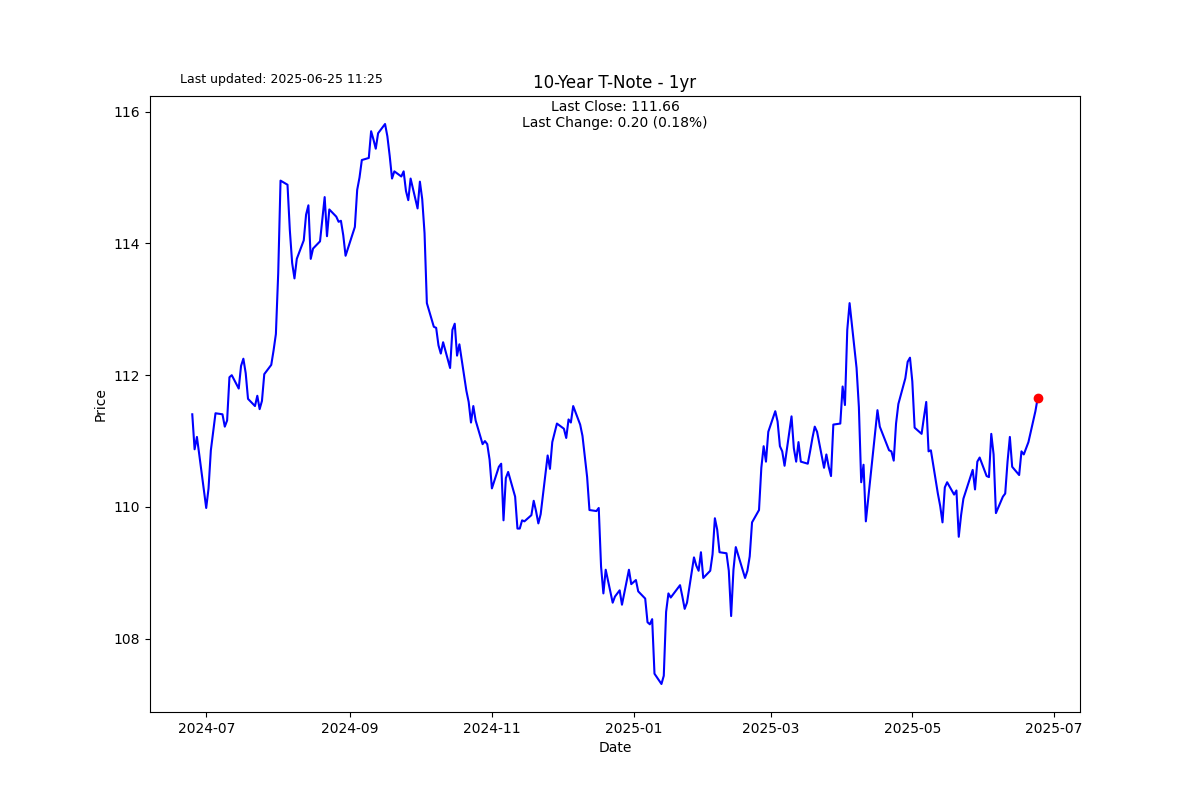 Last updated: 2025-06-25 11:25
10-Year T-Note - 1yr
Last Close: 111.66
Last Change: 0.20 (0.18%)
116
114
112
110
108
Price
2024-07
2024-09
2024-11
2025-01
2025-03
2025-05
2025-07
Date